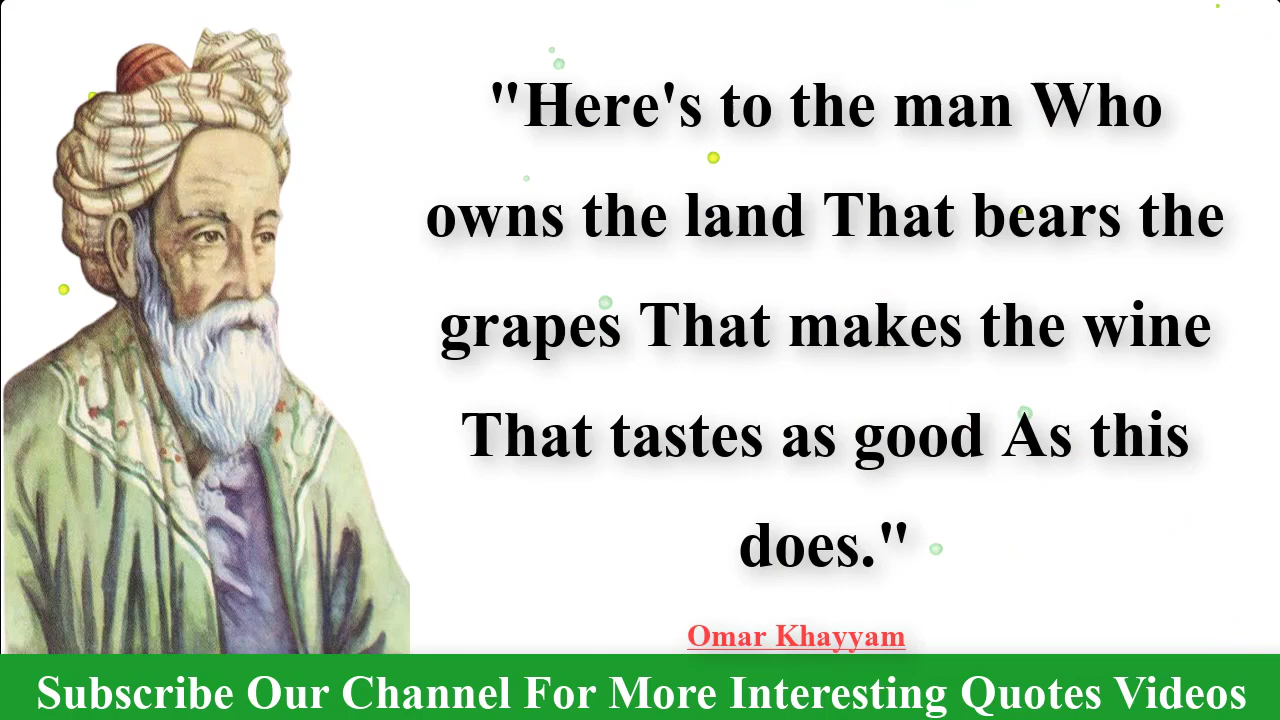 "Here's to the man Who
owns the land That bears the
grapes That makes the wine
That tastes as good As this
does."
Omar Khayyam
Subscribe Our Channel For More Interesting Quotes Videos